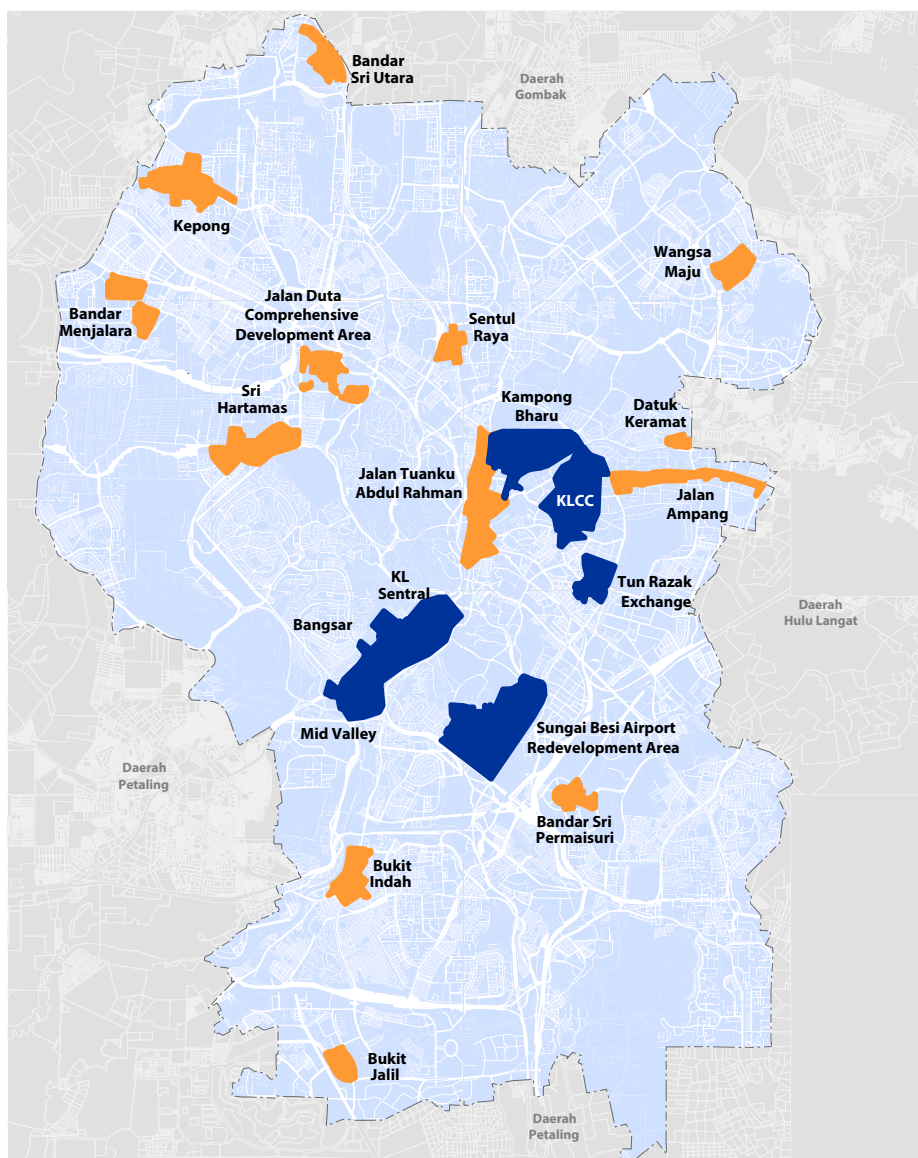 Bandar
Sri Utara
Daerah
Gombak
Kepong
Wangsa
Maju
Bandar
Menjalara
Jalan Duta
Comprehensive
Development Area
Sentul
Raya
Sri
Hartamas
Kampong
Bharu
Datuk
Keramat
Jalan Tuanku
Abdul Rahman
KLCC
Jalan
Ampang
KL
Sentral
Tun Razak
Exchange
Bangsar
Daerah
Hulu Langat
Mid Valley
Sungai Besi Airport
Redevelopment Area
Daerah
Petaling
Bandar Sri
Permaisuri
Bukit
Indah
Bukit
Jalil
Daerah
Petaling